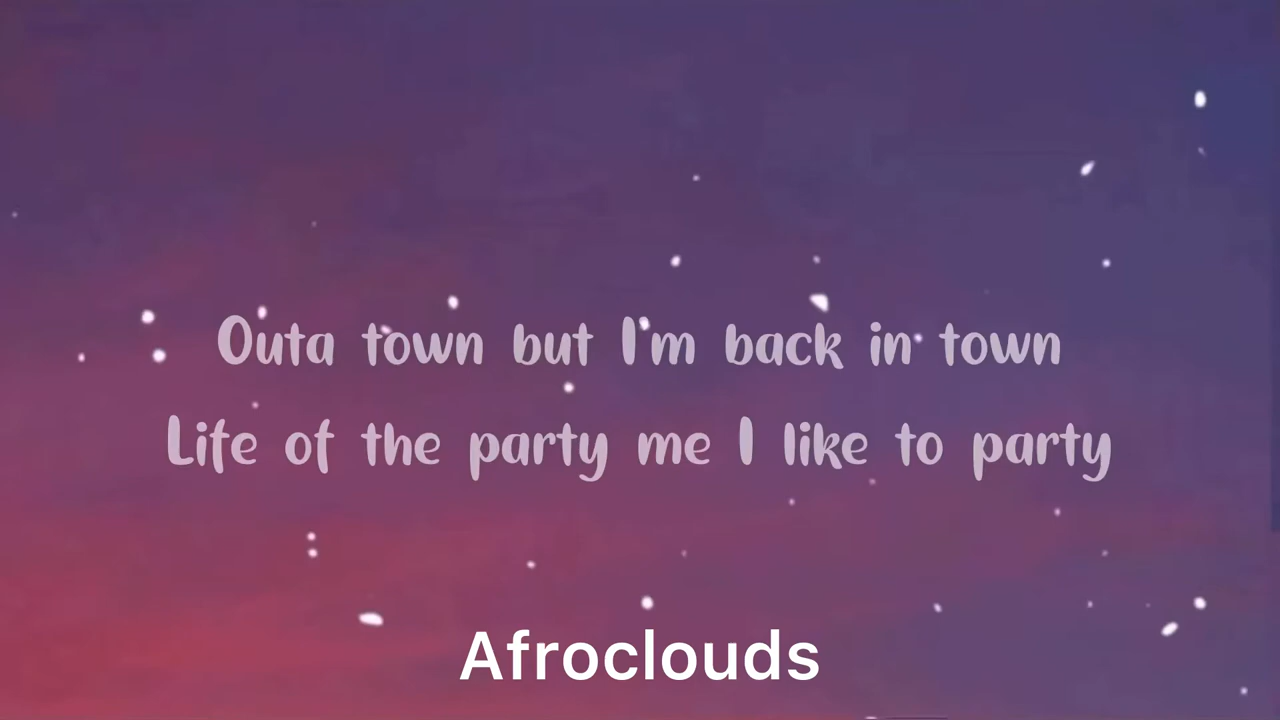 Outa town but I'm back in town
Life of the party me I like to party
Afroclouds